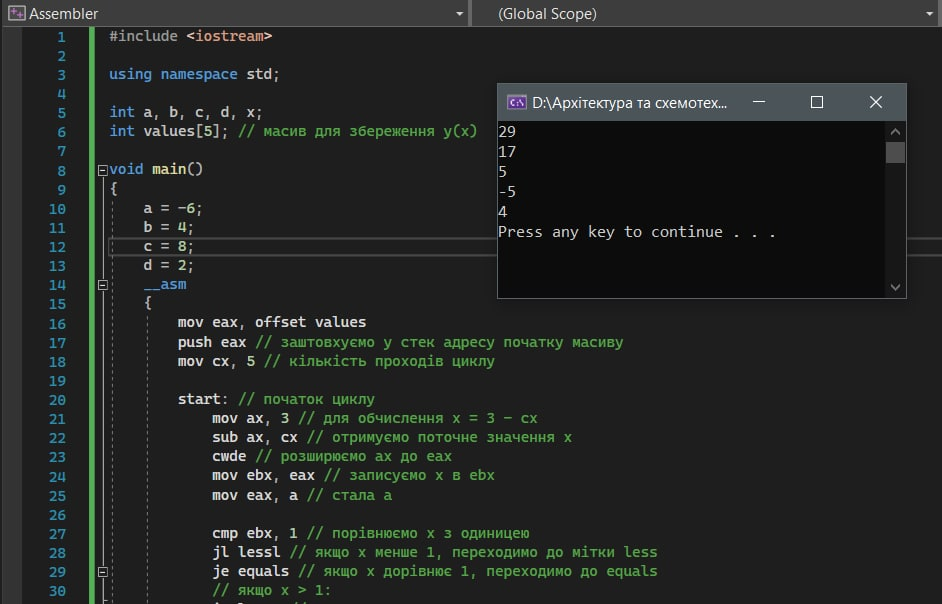 Assembler (Global Scope)
1 #include <iostream>
2
3 using namespace std;
4
5 int a, b, c, d, x;
6 int values[5]; // масив для збереження y(x)
7
8 void main()
9 {
10 a = -6;
11 b = 4;
12 c = 8;
13 d = 2;
14 __asm
15 {
16 mov eax, offset values
17 push eax // заштовхуємо у стек адресу початку масиву
18 mov cx, 5 // кількість проходів циклу
19
20 start: // початок циклу
21 mov ax, 3 // для обчислення x = 3 - cx
22 sub ax, cx // отримуємо поточне значення x
23 cwde // розширюємо ax до eax
24 mov ebx, eax // записуємо x в ebx
25 mov eax, a // стала a
26
27 cmp ebx, 1 // порівнюємо x з одиницею
28 jl lessl // якщо x менше 1, переходимо до мітки less
29 je equals // якщо x дорівнює 1, переходимо до equals
30 // якщо x > 1:
D:\Архітектура та схемотех...
29
17
5
-5
4
Press any key to continue . . .